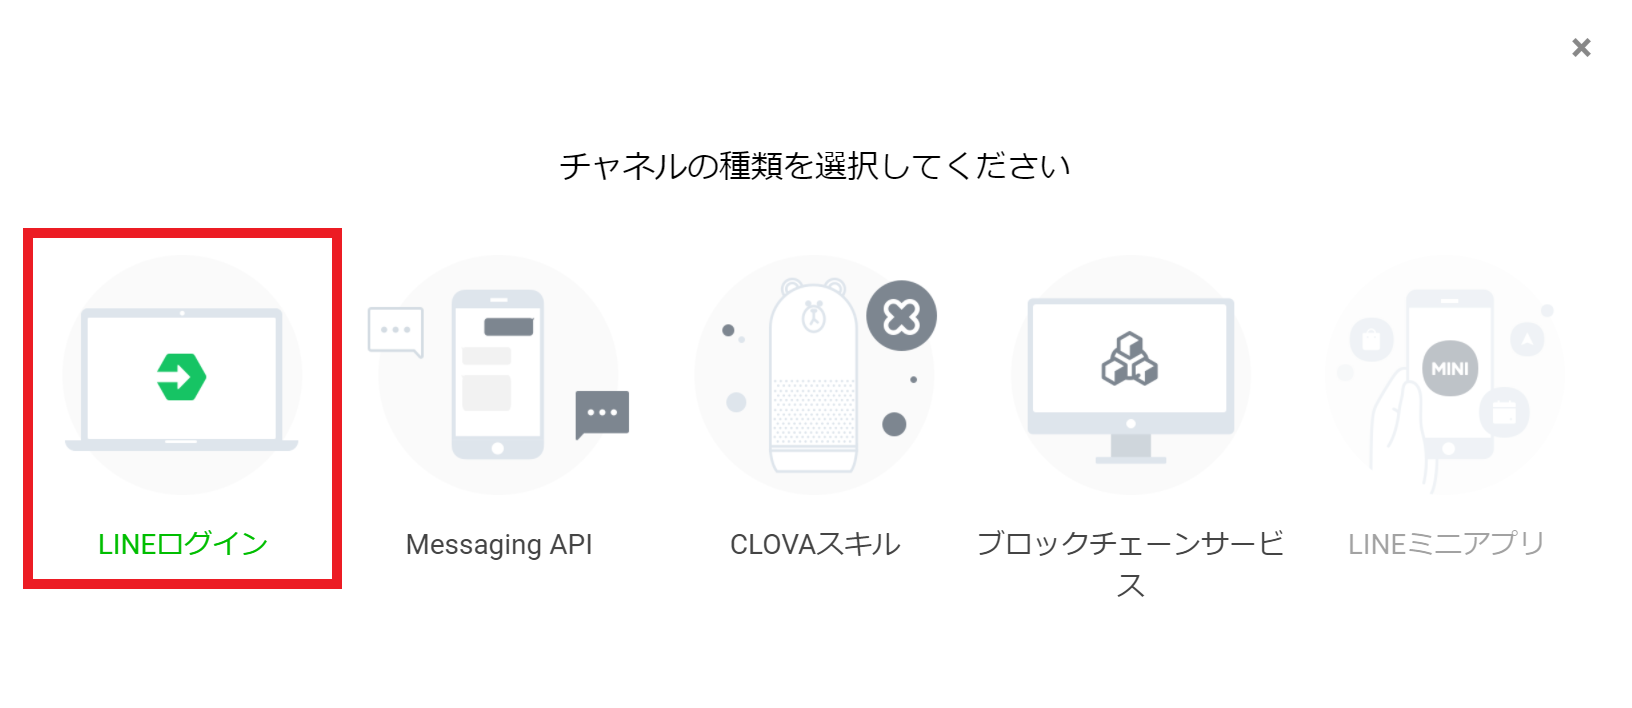 チャネルの種類を選択してください
MINI
LINEログイン
Messaging API
CLOVAスキル
ブロックチェーンサービ
ス
LINEミニアプリ